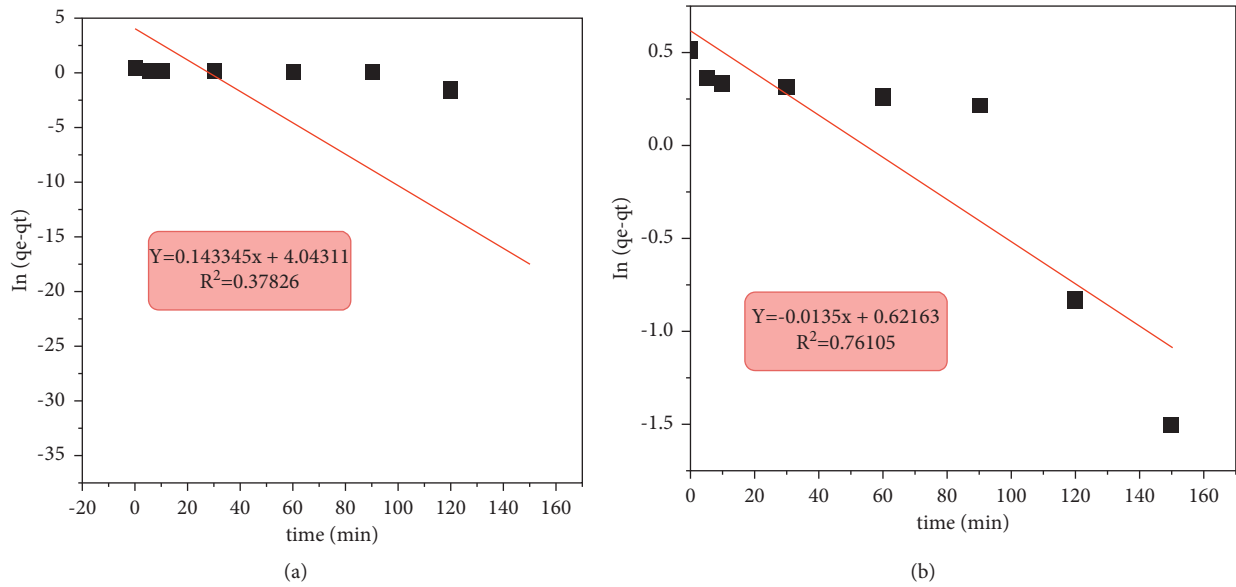 5
0
-5
-10
-15
-20
-25
-30
-35
In (qe-qt)
Y=0.143345x + 4.04311
R²=0.37826
-20 0 20 40 60 80 100 120 140 160
time (min)
(a)
0.5
0.0
-0.5
-1.0
-1.5
In (qe-qt)
Y=-0.0135x + 0.62163
R²=0.76105
0 20 40 60 80 100 120 140 160
time (min)
(b)